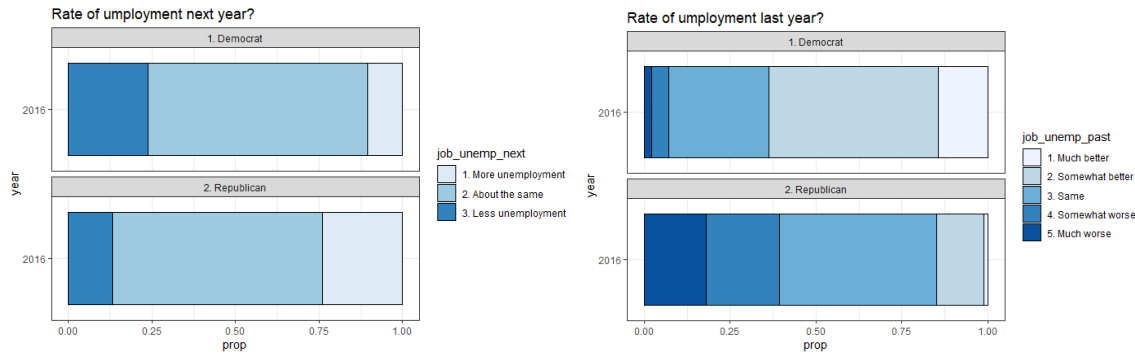 Rate of umployment next year?
1. Democrat
2016
2. Republican
2016
year
0.00 0.25 0.50 0.75 1.00
prop
job_unemp_next
1. More unemployment
2. About the same
3. Less unemployment
Rate of umployment last year?
1. Democrat
2016
2. Republican
2016
year
0.00 0.25 0.50 0.75 1.00
prop
job_unemp_past
1. Much better
2. Somewhat better
3. Same
4. Somewhat worse
5. Much worse